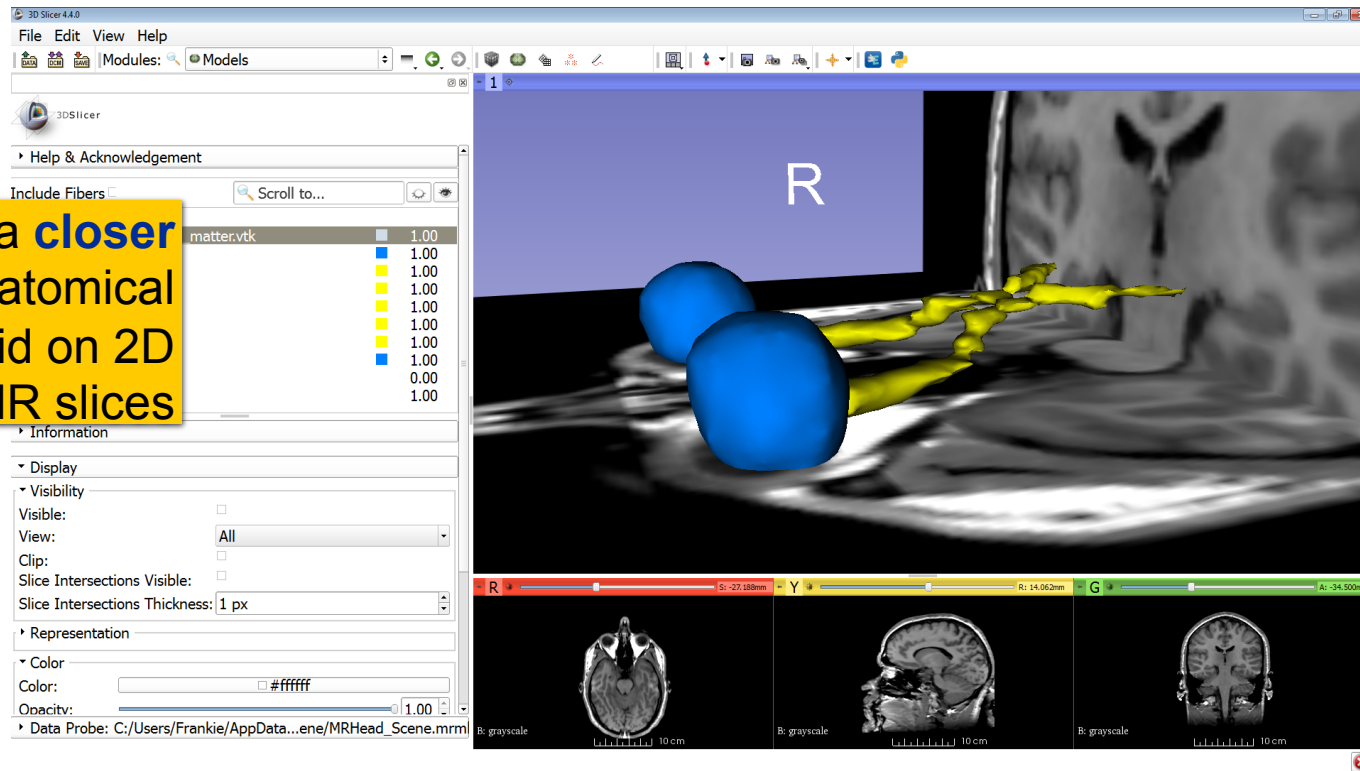 3D Slicer 4.4.0
File Edit View Help
DATA DCM SAVE Modules: Models
1
3DSlicer
Help & Acknowledgement
Include Fibers
Scroll to...
a closer
atomical
id on 2D
MR slices
matter.vtk 1.00
1.00
1.00
1.00
1.00
1.00
1.00
1.00
0.00
1.00
Information
Display
Visibility
Visible:
View: All
Clip:
Slice Intersections Visible:
Slice Intersections Thickness: 1 px
Representation
Color
Color: #ffffff
Opacity: 1.00
Data Probe: C:/Users/Frankie/AppData...ene/MRHead_Scene.mrml
R
R S: -27.188mm
B: grayscale
10 cm
Y R: 14.062mm
B: grayscale
10 cm
G A: -34.500m
B: grayscale
10 cm